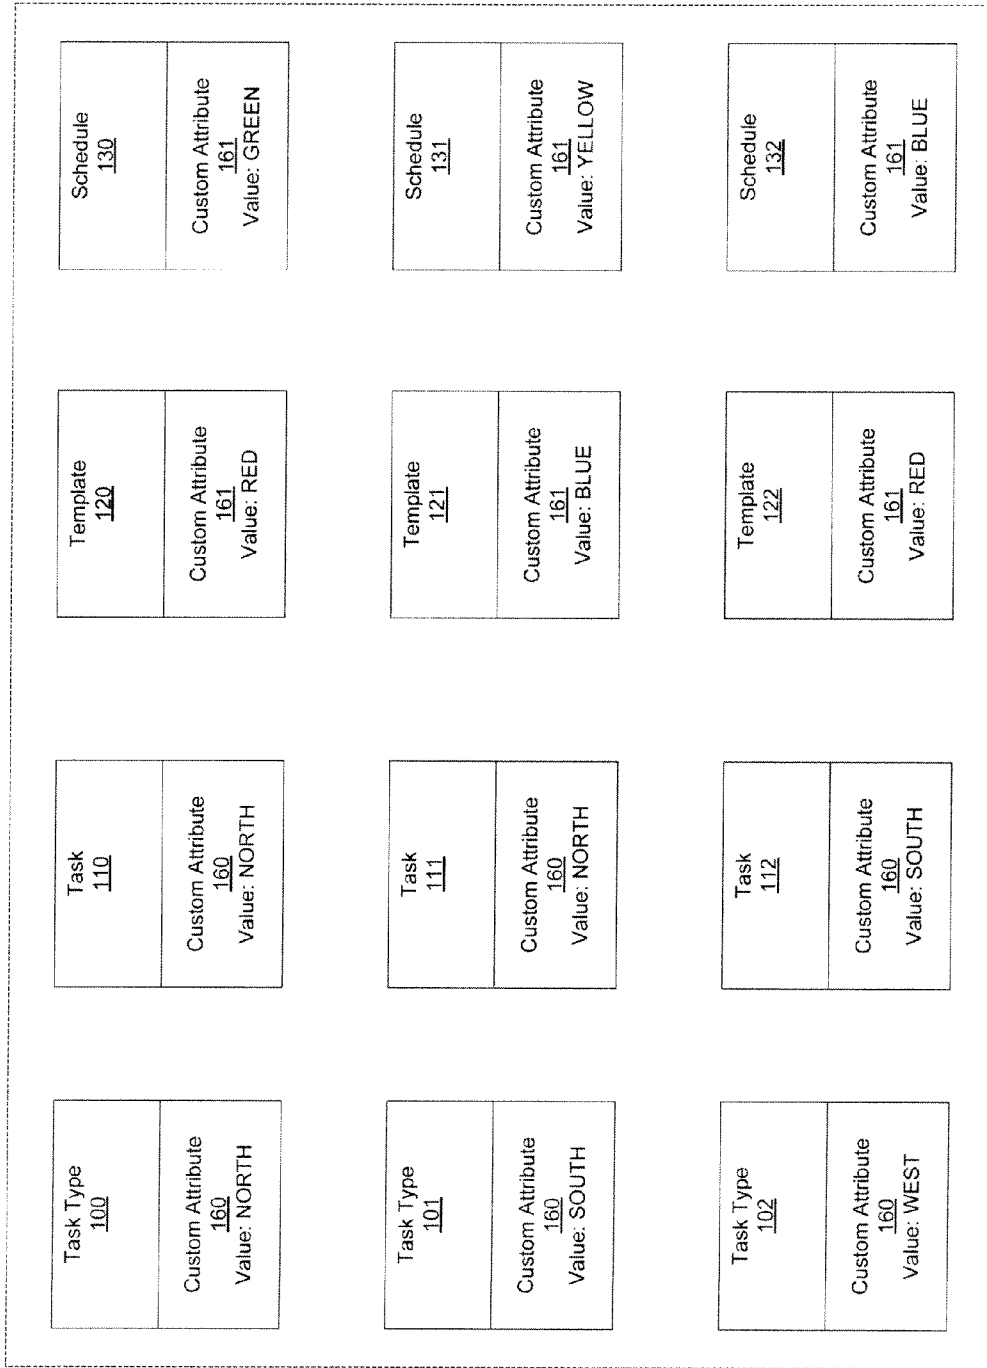 Task Type
100
Custom Attribute
160
Value: NORTH
Task
110
Custom Attribute
160
Value: NORTH
Template
120
Custom Attribute
161
Value: RED
Schedule
130
Custom Attribute
161
Value: GREEN
Task Type
101
Custom Attribute
160
Value: SOUTH
Task
111
Custom Attribute
160
Value: NORTH
Template
121
Custom Attribute
161
Value: BLUE
Schedule
131
Custom Attribute
161
Value: YELLOW
Task Type
102
Custom Attribute
160
Value: WEST
Task
112
Custom Attribute
160
Value: SOUTH
Template
122
Custom Attribute
161
Value: RED
Schedule
132
Custom Attribute
161
Value: BLUE